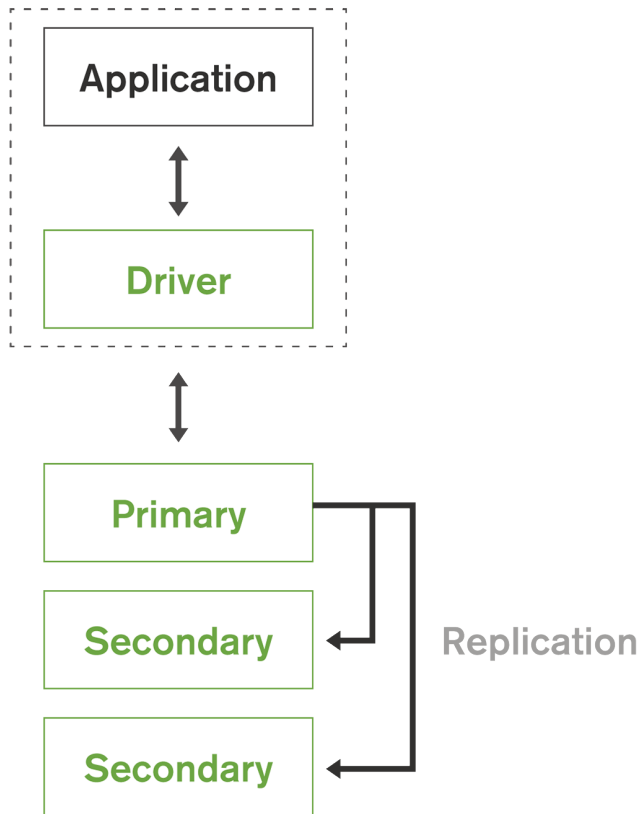 Application
Driver
Primary
Secondary
Replication
Secondary